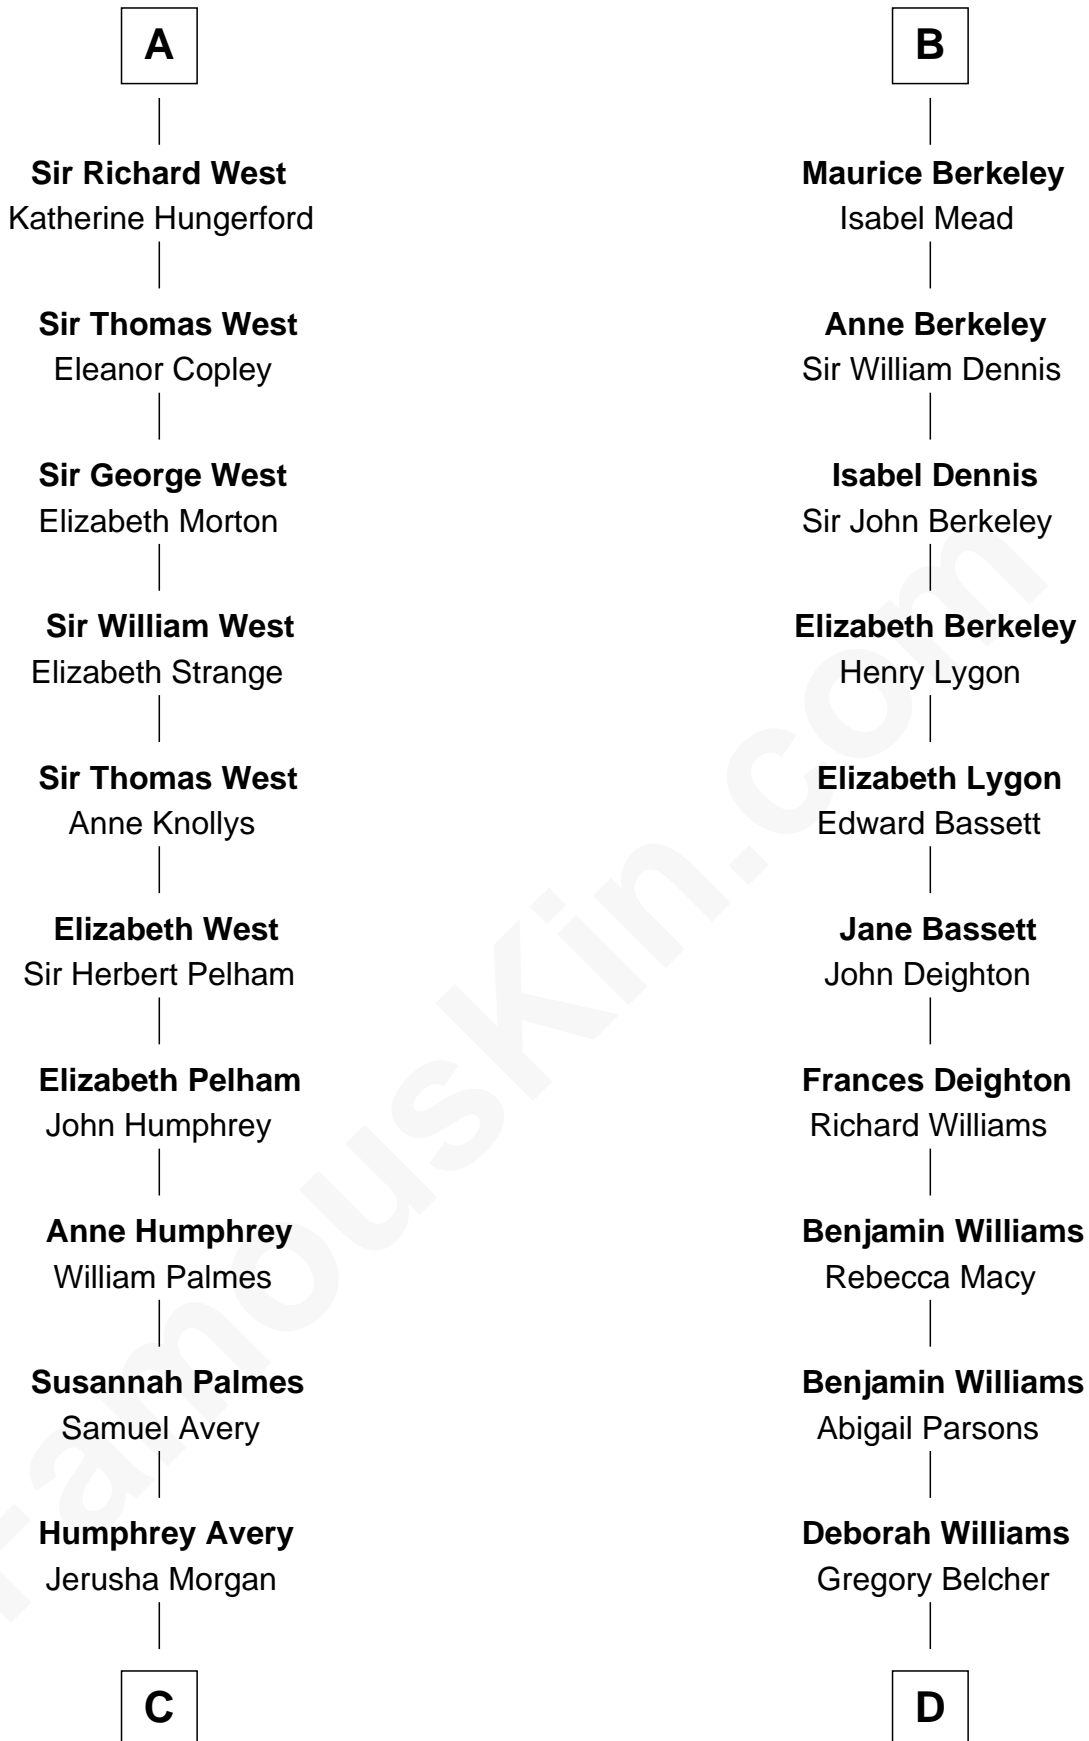 A
Sir Richard West
Katherine Hungerford
Sir Thomas West
Eleanor Copley
Sir George West
Elizabeth Morton
Sir William West
Elizabeth Strange
Sir Thomas West
Anne Knollys
Elizabeth West
Sir Herbert Pelham
Elizabeth Pelham
John Humphrey
Anne Humphrey
William Palmes
Susannah Palmes
Samuel Avery
Humphrey Avery
Jerusha Morgan
C
B
Maurice Berkeley
Isabel Mead
Anne Berkeley
Sir William Dennis
Isabel Dennis
Sir John Berkeley
Elizabeth Berkeley
Henry Lygon
Elizabeth Lygon
Edward Bassett
Jane Bassett
John Deighton
Frances Deighton
Richard Williams
Benjamin Williams
Rebecca Macy
Benjamin Williams
Abigail Parsons
Deborah Williams
Gregory Belcher
D
FamousKin.com